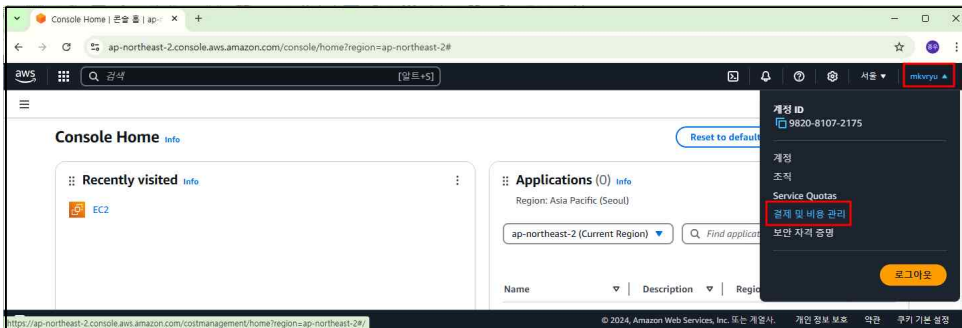 Console Home | 콘솔 홈 | ap-r
ap-northeast-2.console.aws.amazon.com/console/home?region=ap-northeast-2#
aws
검색
[알트+S]
서울
mkvryu
계정 ID
9820-8107-2175
계정
조직
Service Quotas
결제 및 비용 관리
보안 자격 증명
로그아웃
Console Home Info
Reset to default
Recently visited Info
EC2
Applications (0) Info
Region: Asia Pacific (Seoul)
ap-northeast-2 (Current Region)
Find applicat
Name Description Regio
https://ap-northeast-2.console.aws.amazon.com/costmanagement/home?region=ap-northeast-2#/
© 2024, Amazon Web Services, Inc. 또는 계열사. 개인 정보 보호 약관 쿠키 기본 설정